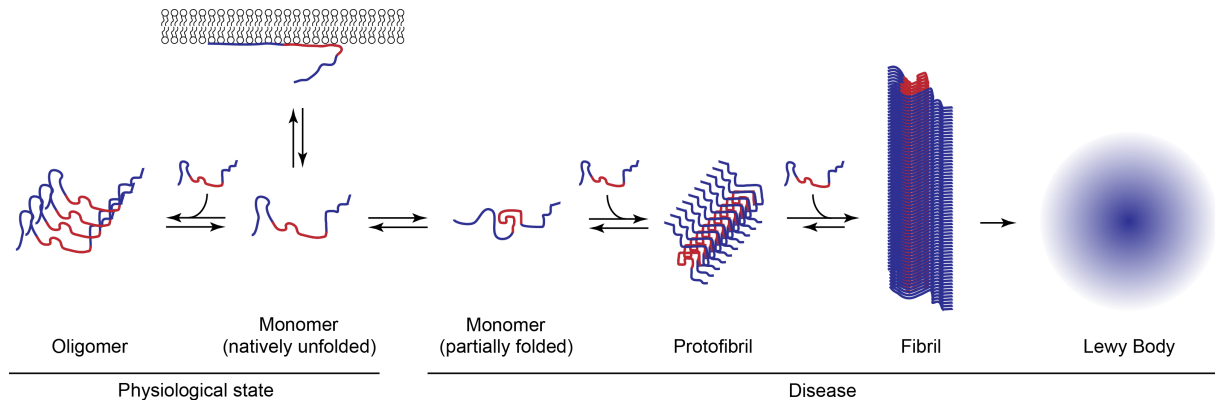 Oligomer
Monomer
(natively unfolded)
Monomer
(partially folded)
Protofibril
Fibril
Lewy Body
Physiological state
Disease